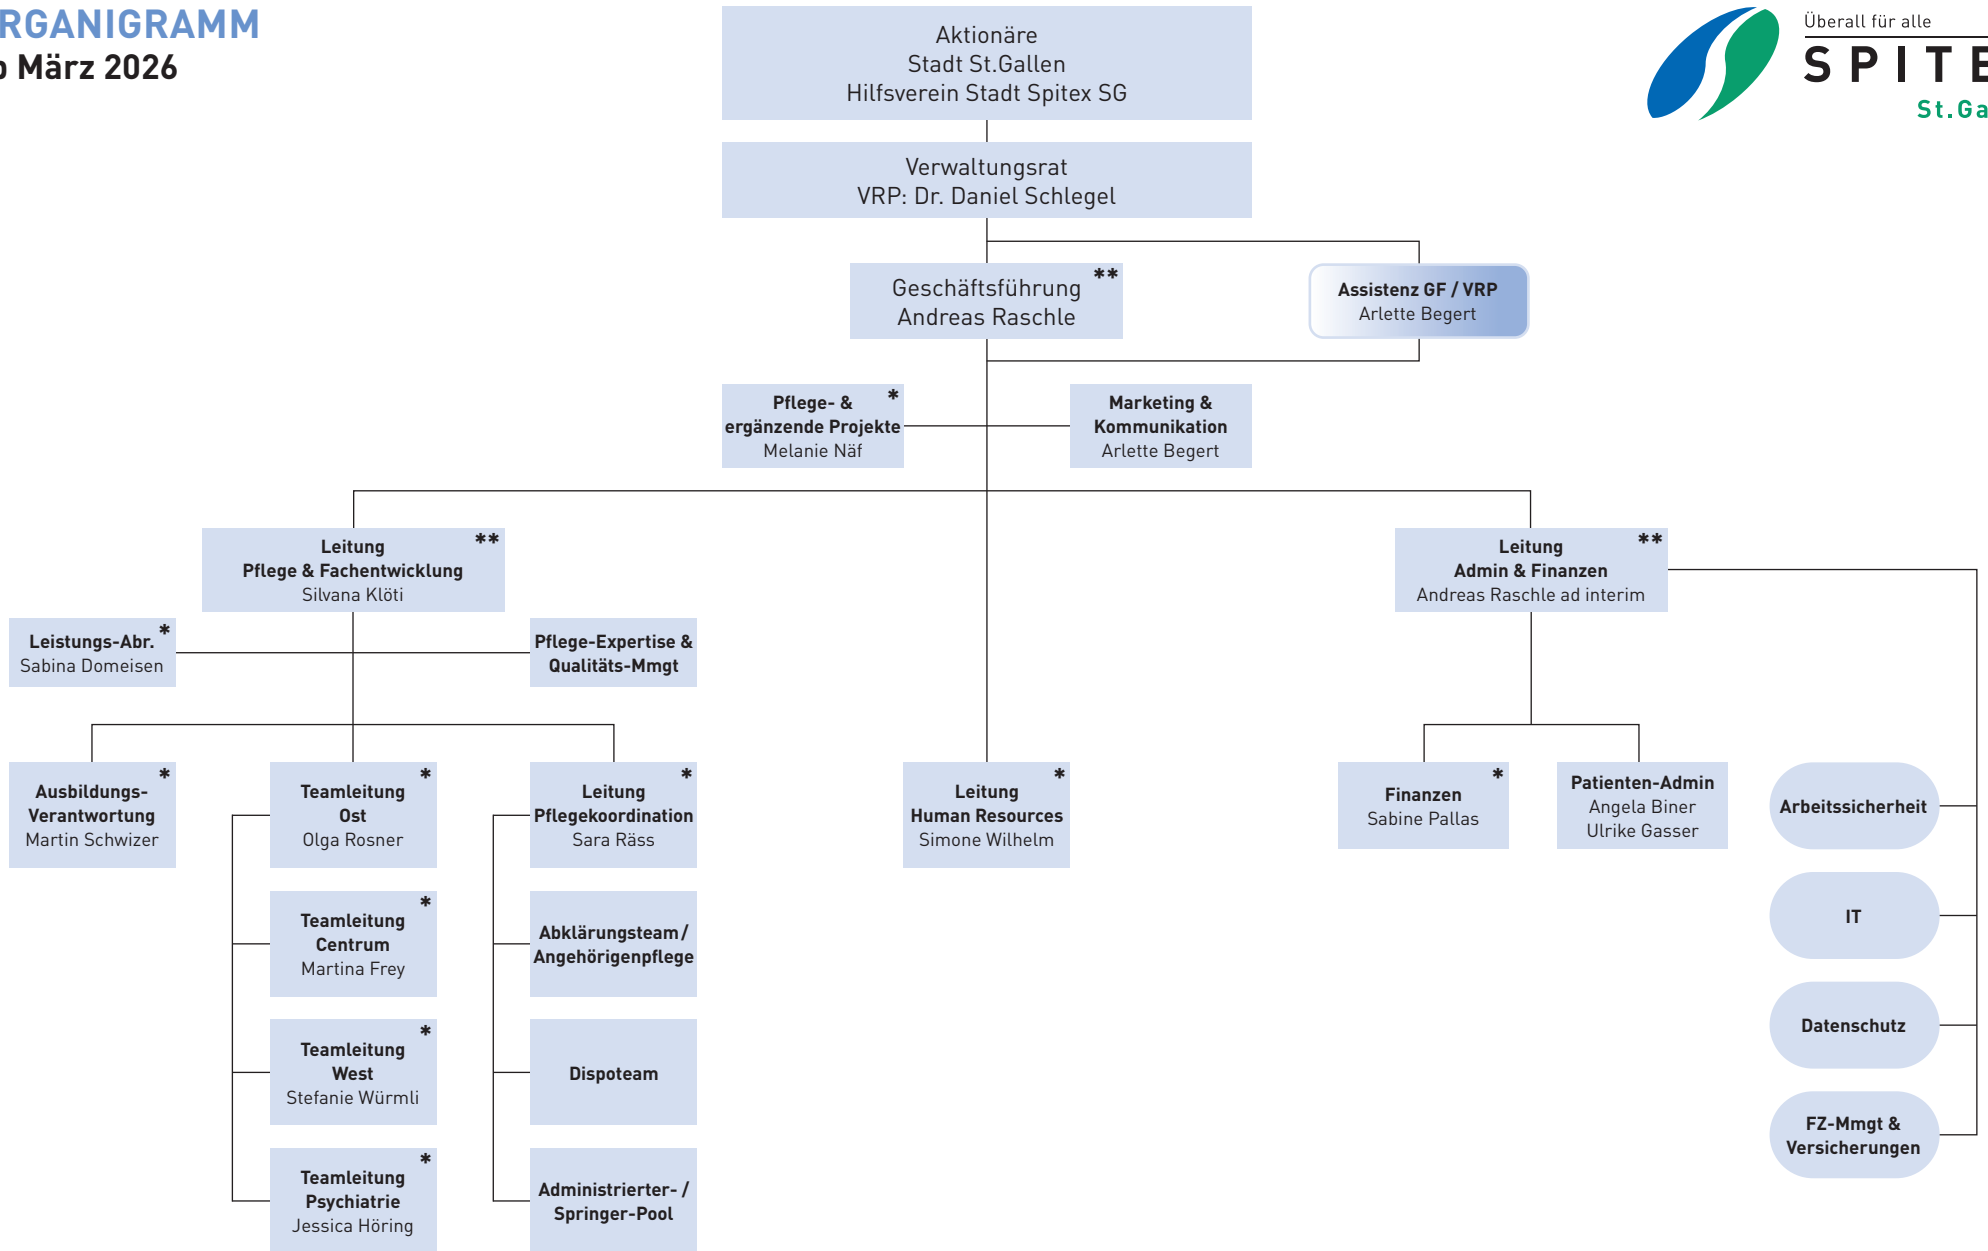 RGANIGRAMM
März 2026
Überall für alle
SPITE
St.Ga
Aktionäre
Stadt St.Gallen
Hilfsverein Stadt Spitex SG
Verwaltungsrat
VRP: Dr. Daniel Schlegel
Geschäftsführung **
Andreas Raschle
Assistenz GF / VRP
Arlette Begert
Pflege- & *
ergänzende Projekte
Melanie Näf
Marketing &
Kommunikation
Arlette Begert
Leitung **
Pflege & Fachentwicklung
Silvana Klöti
Leitung **
Admin & Finanzen
Andreas Raschle ad interim
Leistungs-Abr. *
Sabina Domeisen
Pflege-Expertise &
Qualitäts-Mmgt
Ausbildungs- *
Verantwortung
Martin Schwizer
Teamleitung *
Ost
Olga Rosner
Leitung *
Pflegekoordination
Sara Räss
Leitung *
Human Resources
Simone Wilhelm
Finanzen *
Sabine Pallas
Patienten-Admin
Angela Biner
Ulrike Gasser
Arbeitssicherheit
Teamleitung *
Centrum
Martina Frey
Abklärungsteam /
Angehörigenpflege
IT
Teamleitung *
West
Stefanie Würmli
Dispoteam
Datenschutz
Teamleitung *
Psychiatrie
Jessica Höring
Administrierter- /
Springer-Pool
FZ-Mmgt &
Versicherungen